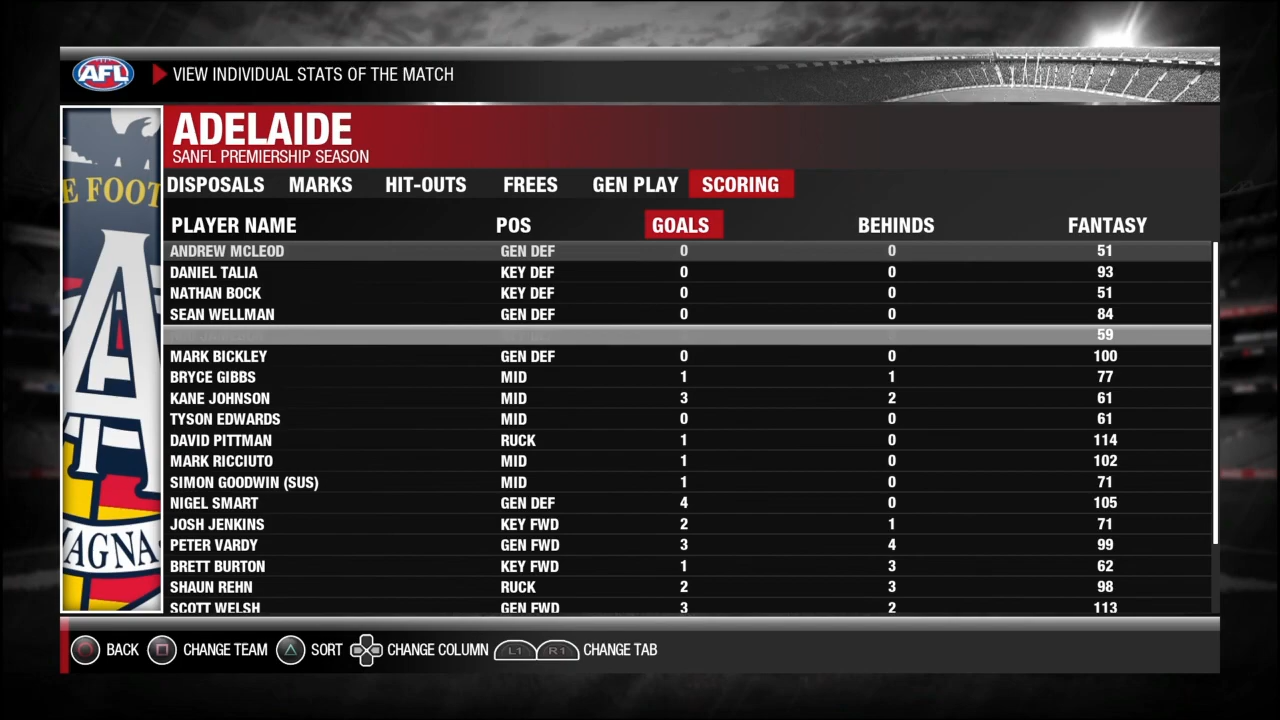 AFL VIEW INDIVIDUAL STATS OF THE MATCH
ADELAIDE
SANFL PREMIERSHIP SEASON
E FOOT
A
MAGNA
DISPOSALS MARKS HIT-OUTS FREES GEN PLAY SCORING
PLAYER NAME POS GOALS BEHINDS FANTASY
ANDREW MCLEOD GEN DEF 0 0 51
DANIEL TALIA KEY DEF 0 0 93
NATHAN BOCK KEY DEF 0 0 51
SEAN WELLMAN GEN DEF 0 0 84
59
MARK BICKLEY GEN DEF 0 0 100
BRYCE GIBBS MID 1 1 77
KANE JOHNSON MID 3 2 61
TYSON EDWARDS MID 0 0 61
DAVID PITTMAN RUCK 1 0 114
MARK RICCIUTO MID 1 0 102
SIMON GOODWIN (SUS) MID 1 0 71
NIGEL SMART GEN DEF 4 0 105
JOSH JENKINS KEY FWD 2 1 71
PETER VARDY GEN FWD 3 4 99
BRETT BURTON KEY FWD 1 3 62
SHAUN REHN RUCK 2 3 98
SCOTT WELSH GEN FWD 3 2 113
BACK CHANGE TEAM SORT CHANGE COLUMN L1 R1 CHANGE TAB